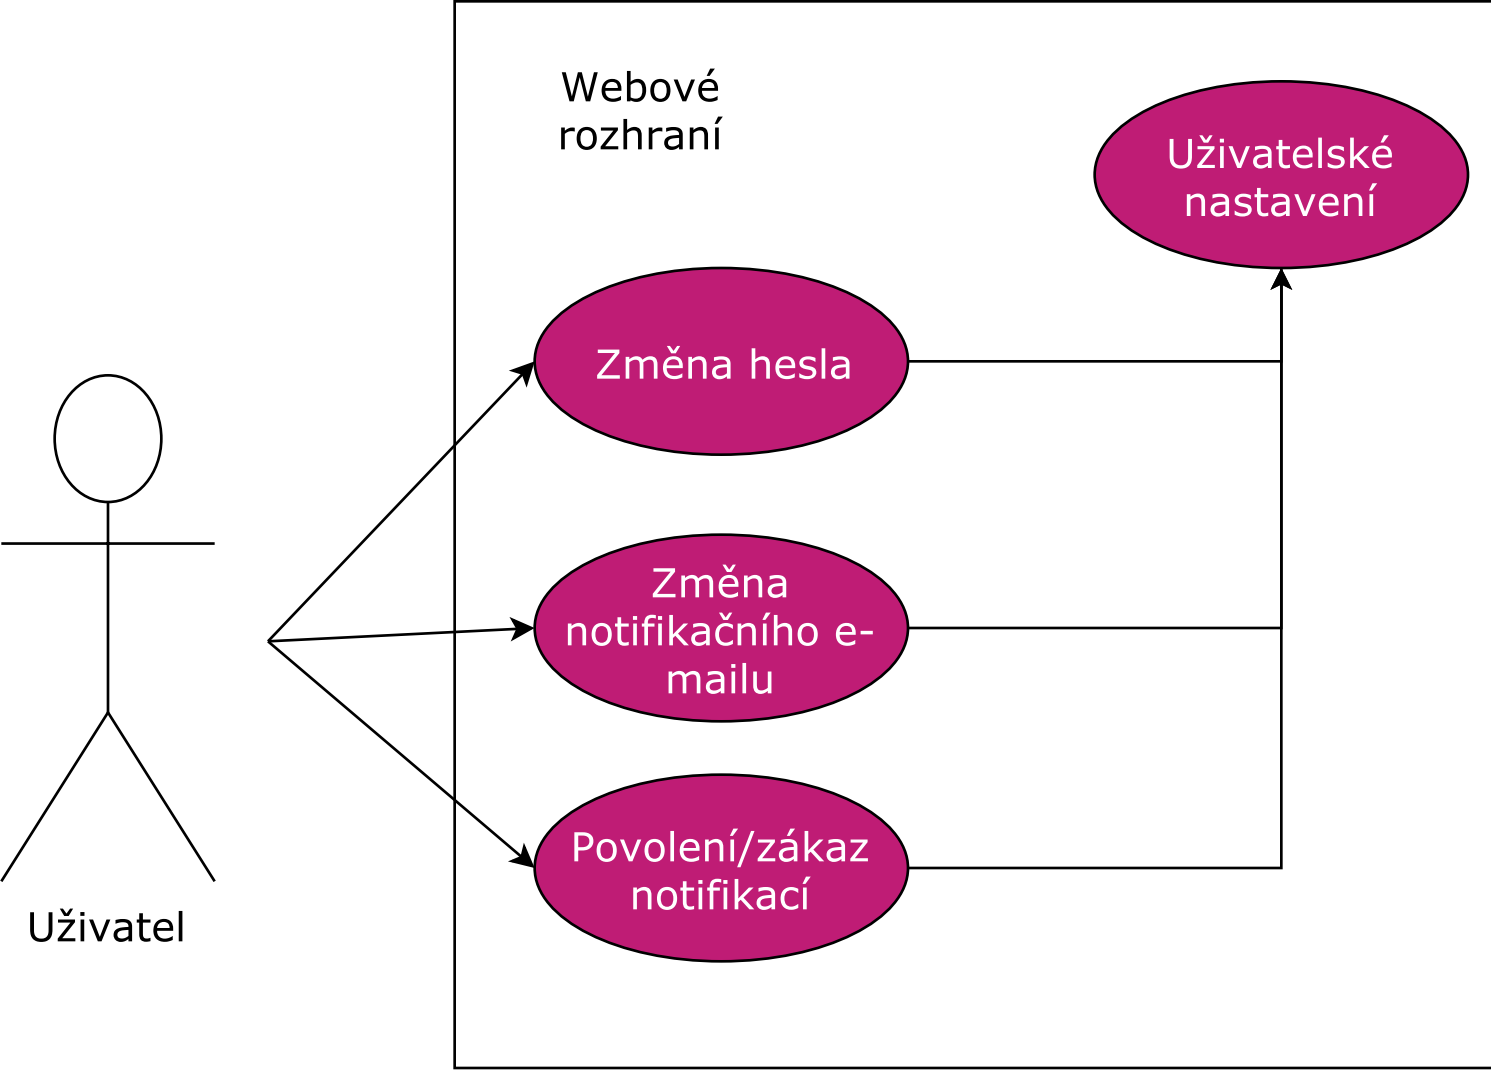 Webové
rozhraní
Uživatelské
nastavení
Změna hesla
Změna
notifikačního e-
mailu
Povolení/zákaz
notifikací
Uživatel